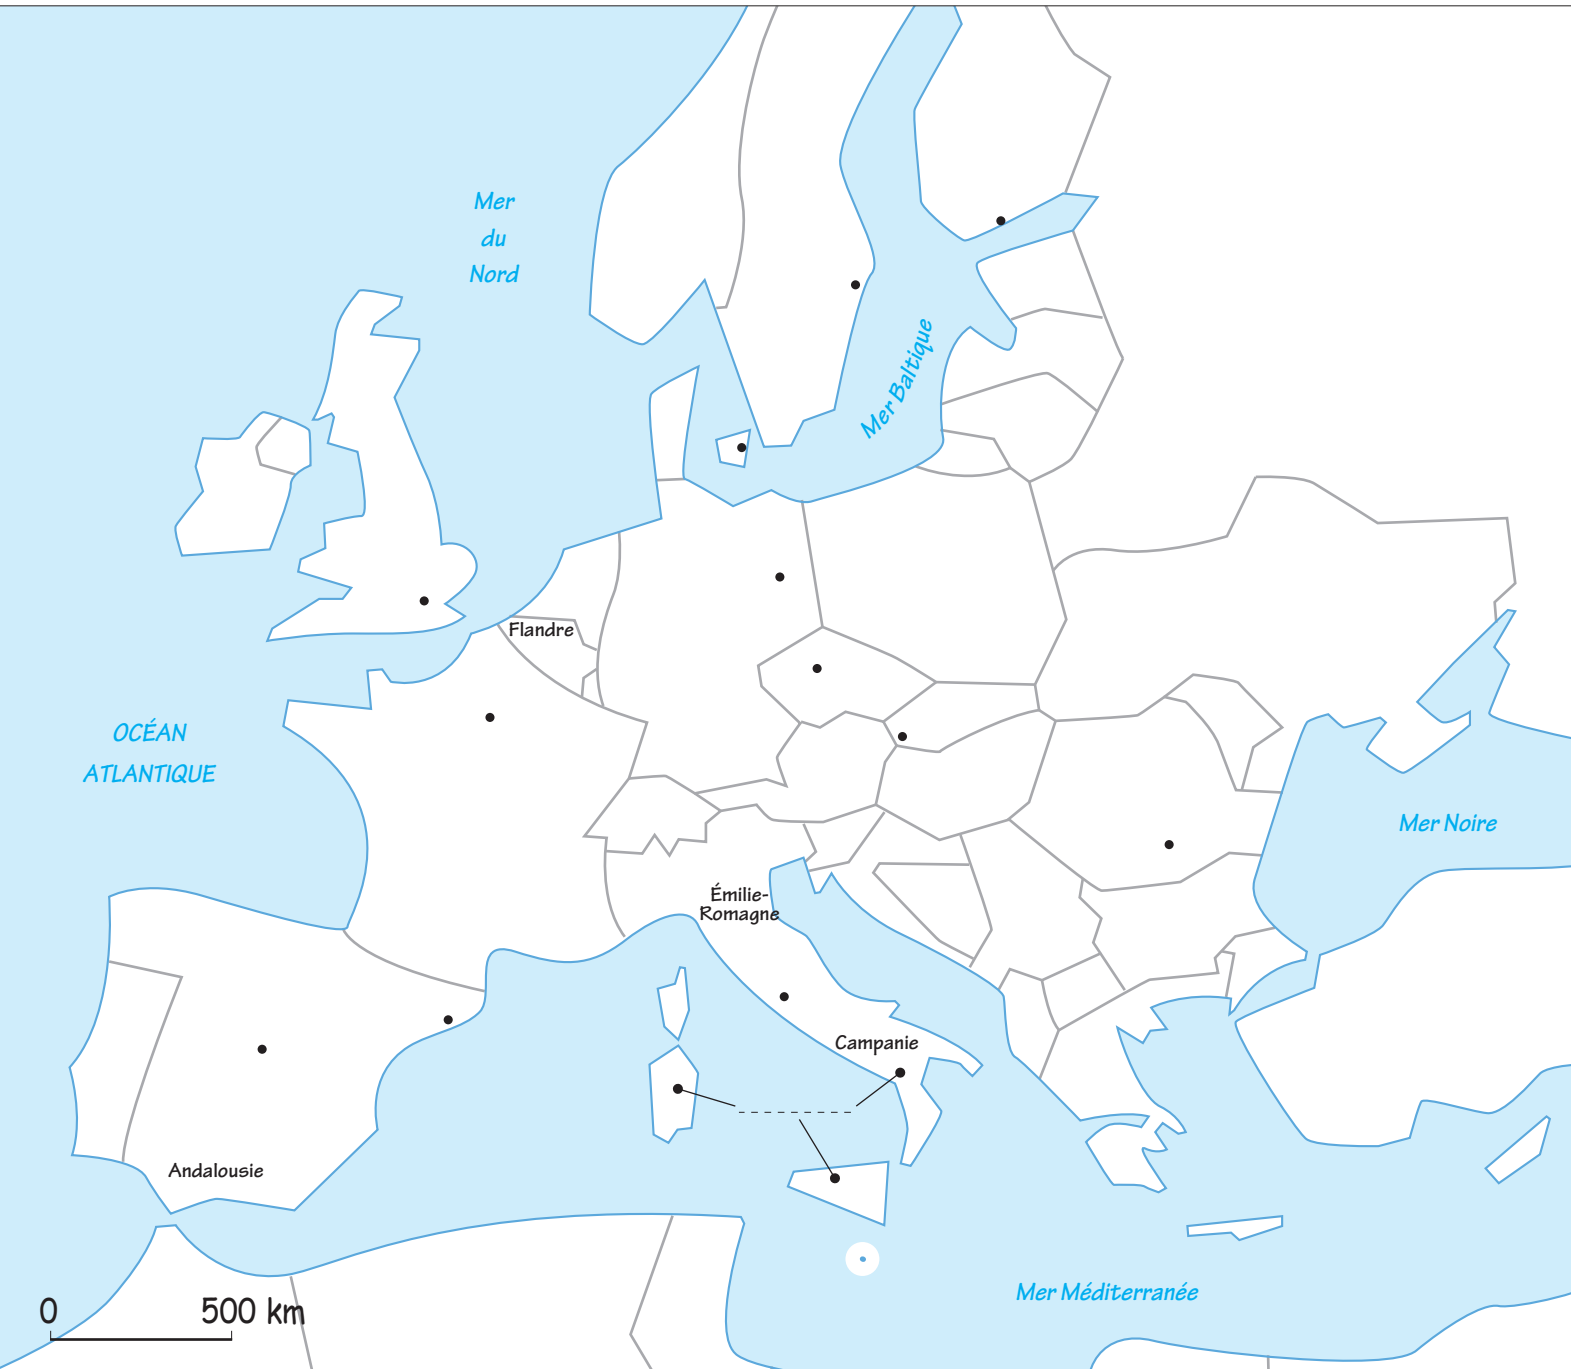 Mer
du
Nord
Mer Baltique
Flandre
OCÉAN
ATLANTIQUE
Mer Noire
Émilie-
Romagne
Campanie
Andalousie
Mer Méditerranée
0 500 km